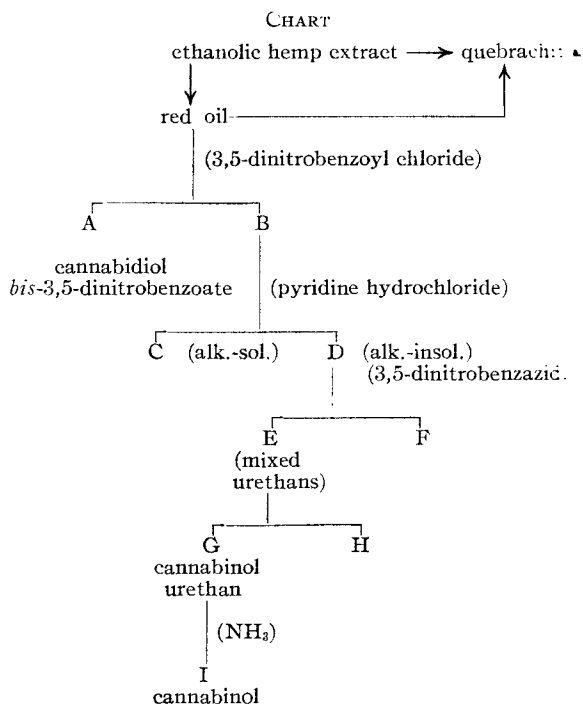 CHART
ethanolic hemp extract
red oil
(3,5-dinitrobenzoyl chloride)
A B
cannabidiol
bis-3,5-dinitrobenzoate (pyridine hydrochloride)
C (alk.-sol.) D (alk.-insol.)
E F
(mixed
urethans)
G H
cannabinol
urethan
(NH₃)
I
cannabinol